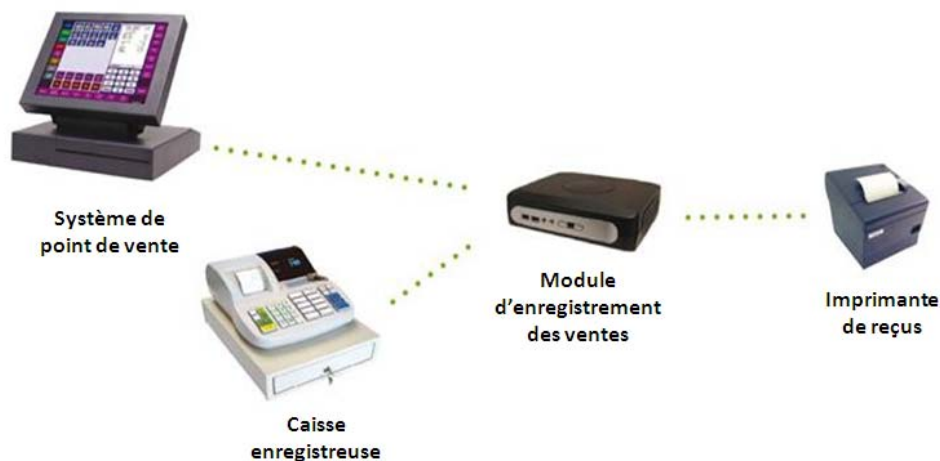 Système de
point de vente
Caisse
enregistreuse
Module
d’enregistrement
des ventes
Imprimante
de reçus